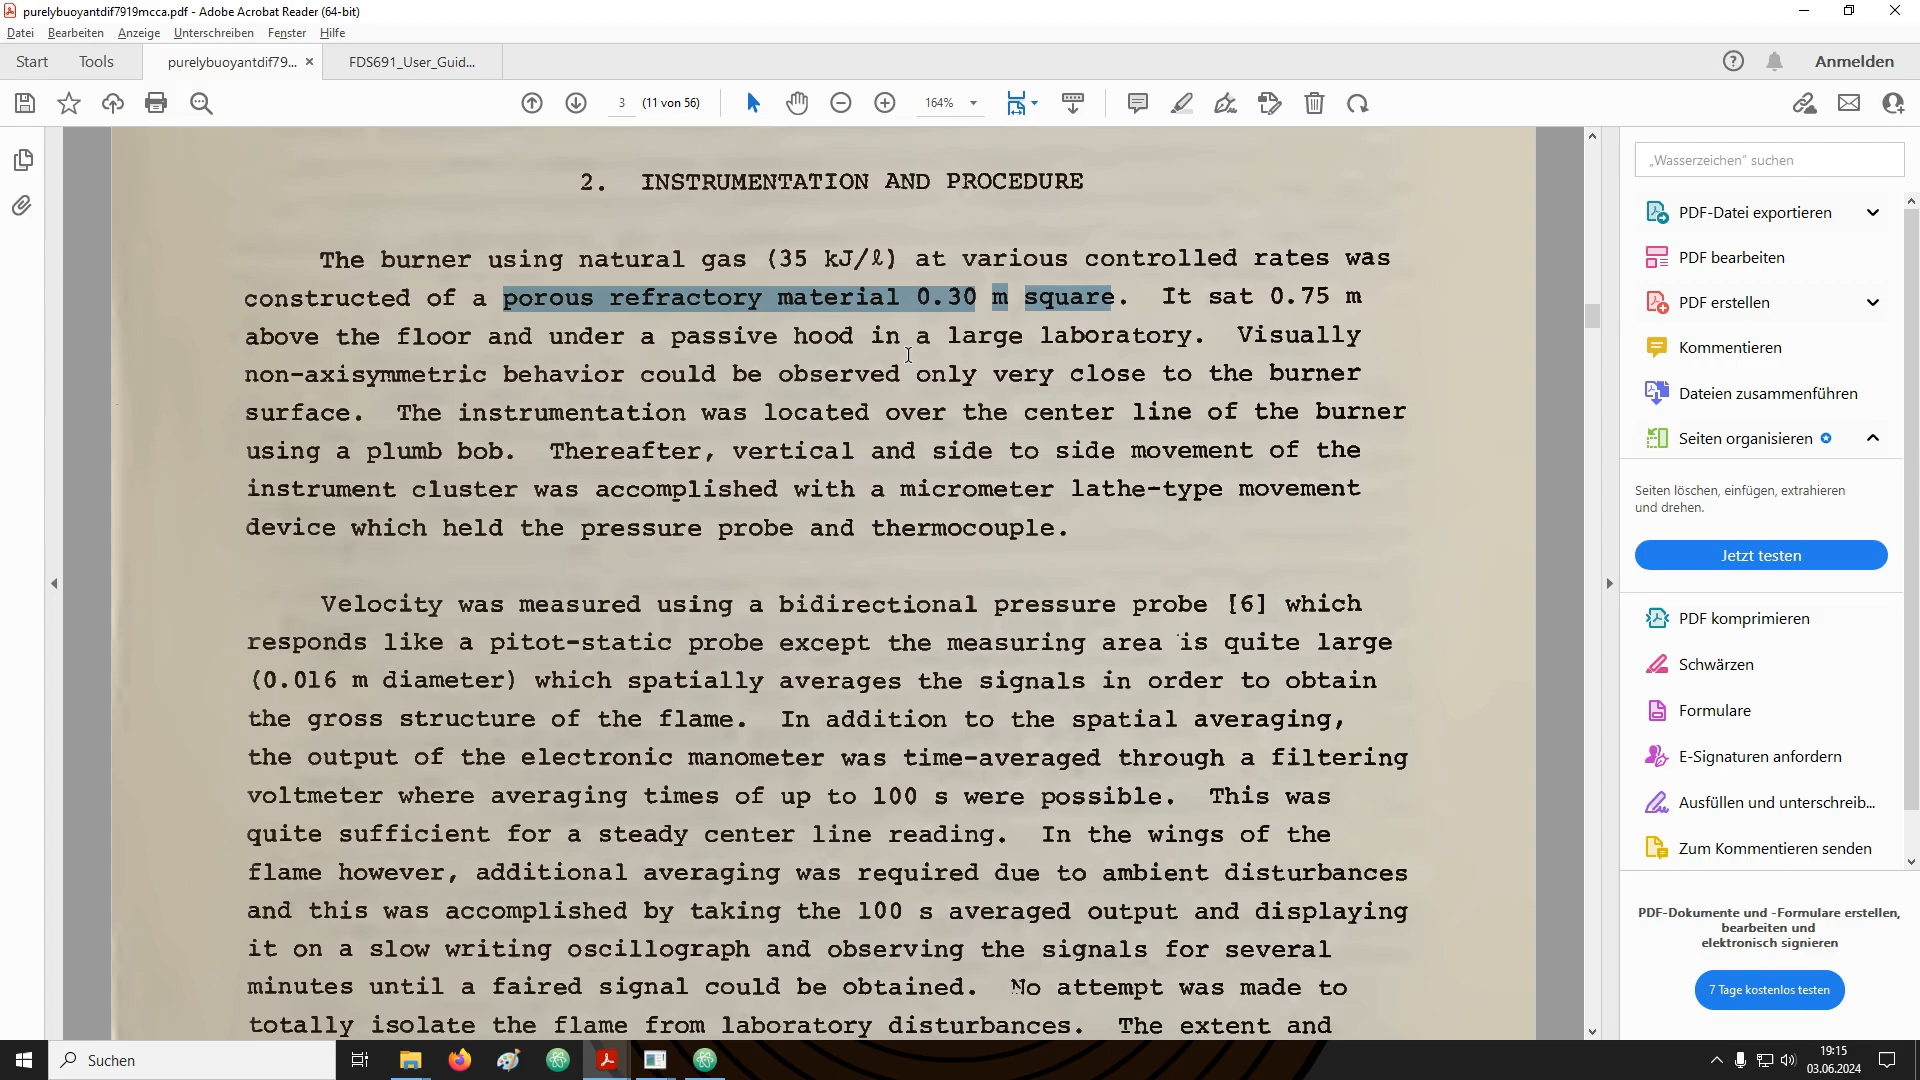 purelybuoyantdif7919mcca.pdf - Adobe Acrobat Reader (64-bit)
Datei Bearbeiten Anzeige Unterschreiben Fenster Hilfe
Start Tools purelybuoyantdif79... × FDS691_User_Guid... Anmelden
3 (11 von 56) 164%
2. INSTRUMENTATION AND PROCEDURE
The burner using natural gas (35 kJ/ℓ) at various controlled rates was
constructed of a porous refractory material 0.30 m square. It sat 0.75 m
above the floor and under a passive hood in a large laboratory. Visually
non-axisymmetric behavior could be observed only very close to the burner
surface. The instrumentation was located over the center line of the burner
using a plumb bob. Thereafter, vertical and side to side movement of the
instrument cluster was accomplished with a micrometer lathe-type movement
device which held the pressure probe and thermocouple.
Velocity was measured using a bidirectional pressure probe [6] which
responds like a pitot-static probe except the measuring area is quite large
(0.016 m diameter) which spatially averages the signals in order to obtain
the gross structure of the flame. In addition to the spatial averaging,
the output of the electronic manometer was time-averaged through a filtering
voltmeter where averaging times of up to 100 s were possible. This was
quite sufficient for a steady center line reading. In the wings of the
flame however, additional averaging was required due to ambient disturbances
and this was accomplished by taking the 100 s averaged output and displaying
it on a slow writing oscillograph and observing the signals for several
minutes until a faired signal could be obtained. No attempt was made to
totally isolate the flame from laboratory disturbances. The extent and
„Wasserzeichen“ suchen
PDF-Datei exportieren
PDF bearbeiten
PDF erstellen
Kommentieren
Dateien zusammenführen
Seiten organisieren
Seiten löschen, einfügen, extrahieren
und drehen.
Jetzt testen
PDF komprimieren
Schwärzen
Formulare
E-Signaturen anfordern
Ausfüllen und unterschreib...
Zum Kommentieren senden
PDF-Dokumente und -Formulare erstellen,
bearbeiten und
elektronisch signieren
7 Tage kostenlos testen
Suchen
19:15
03.06.2024